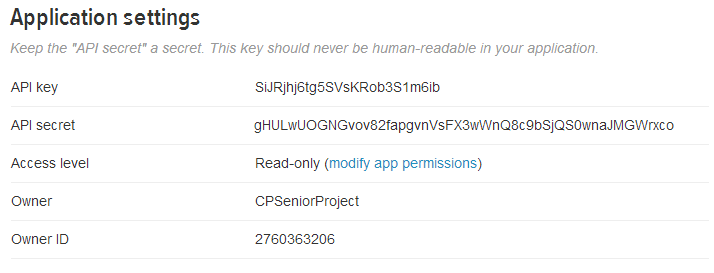 Application settings
Keep the "API secret" a secret. This key should never be human-readable in your application.
API key SiJRjhj6tg5SVsKRob3S1m6ib
API secret gHULwUOGNGvov82fapgvnVsFX3wWnQ8c9bSjQS0wnaJMGWrxco
Access level Read-only (modify app permissions)
Owner CPSeniorProject
Owner ID 2760363206